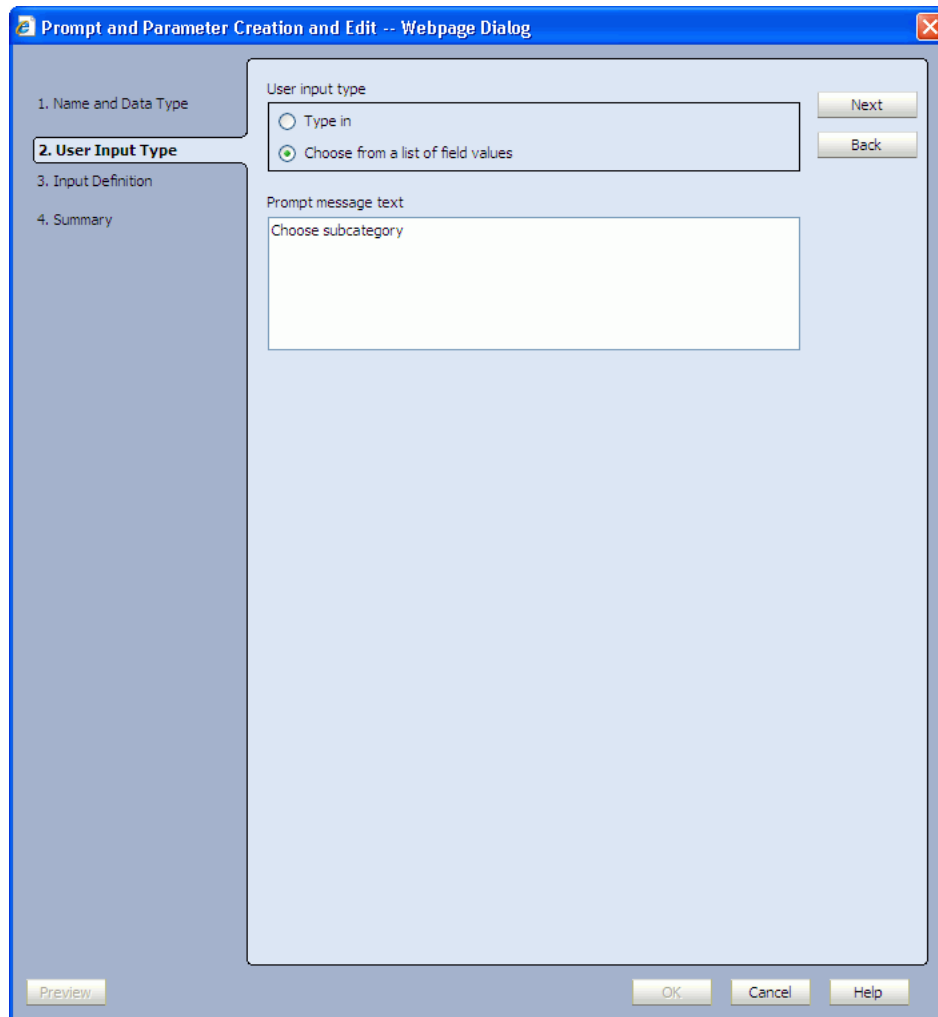 Prompt and Parameter Creation and Edit -- Webpage Dialog
1. Name and Data Type
2. User Input Type
3. Input Definition
4. Summary
User input type
Type in
Choose from a list of field values
Prompt message text
Choose subcategory
Next
Back
Preview
OK
Cancel
Help